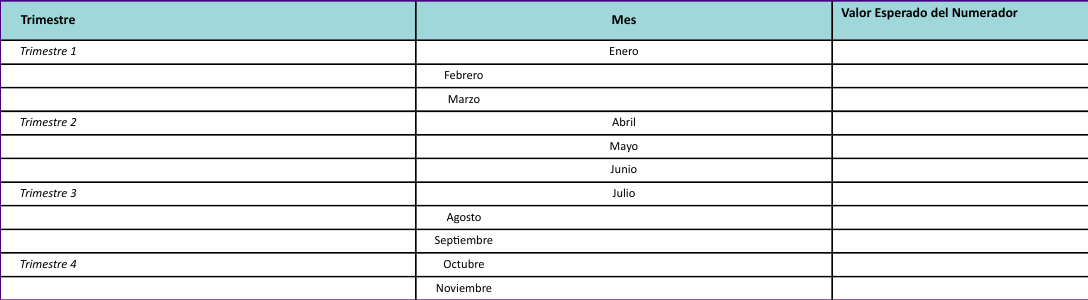 Trimestre Mes Valor Esperado del Numerador
Trimestre 1 Enero
Febrero
Marzo
Trimestre 2 Abril
Mayo
Junio
Trimestre 3 Julio
Agosto
Septiembre
Trimestre 4 Octubre
Noviembre